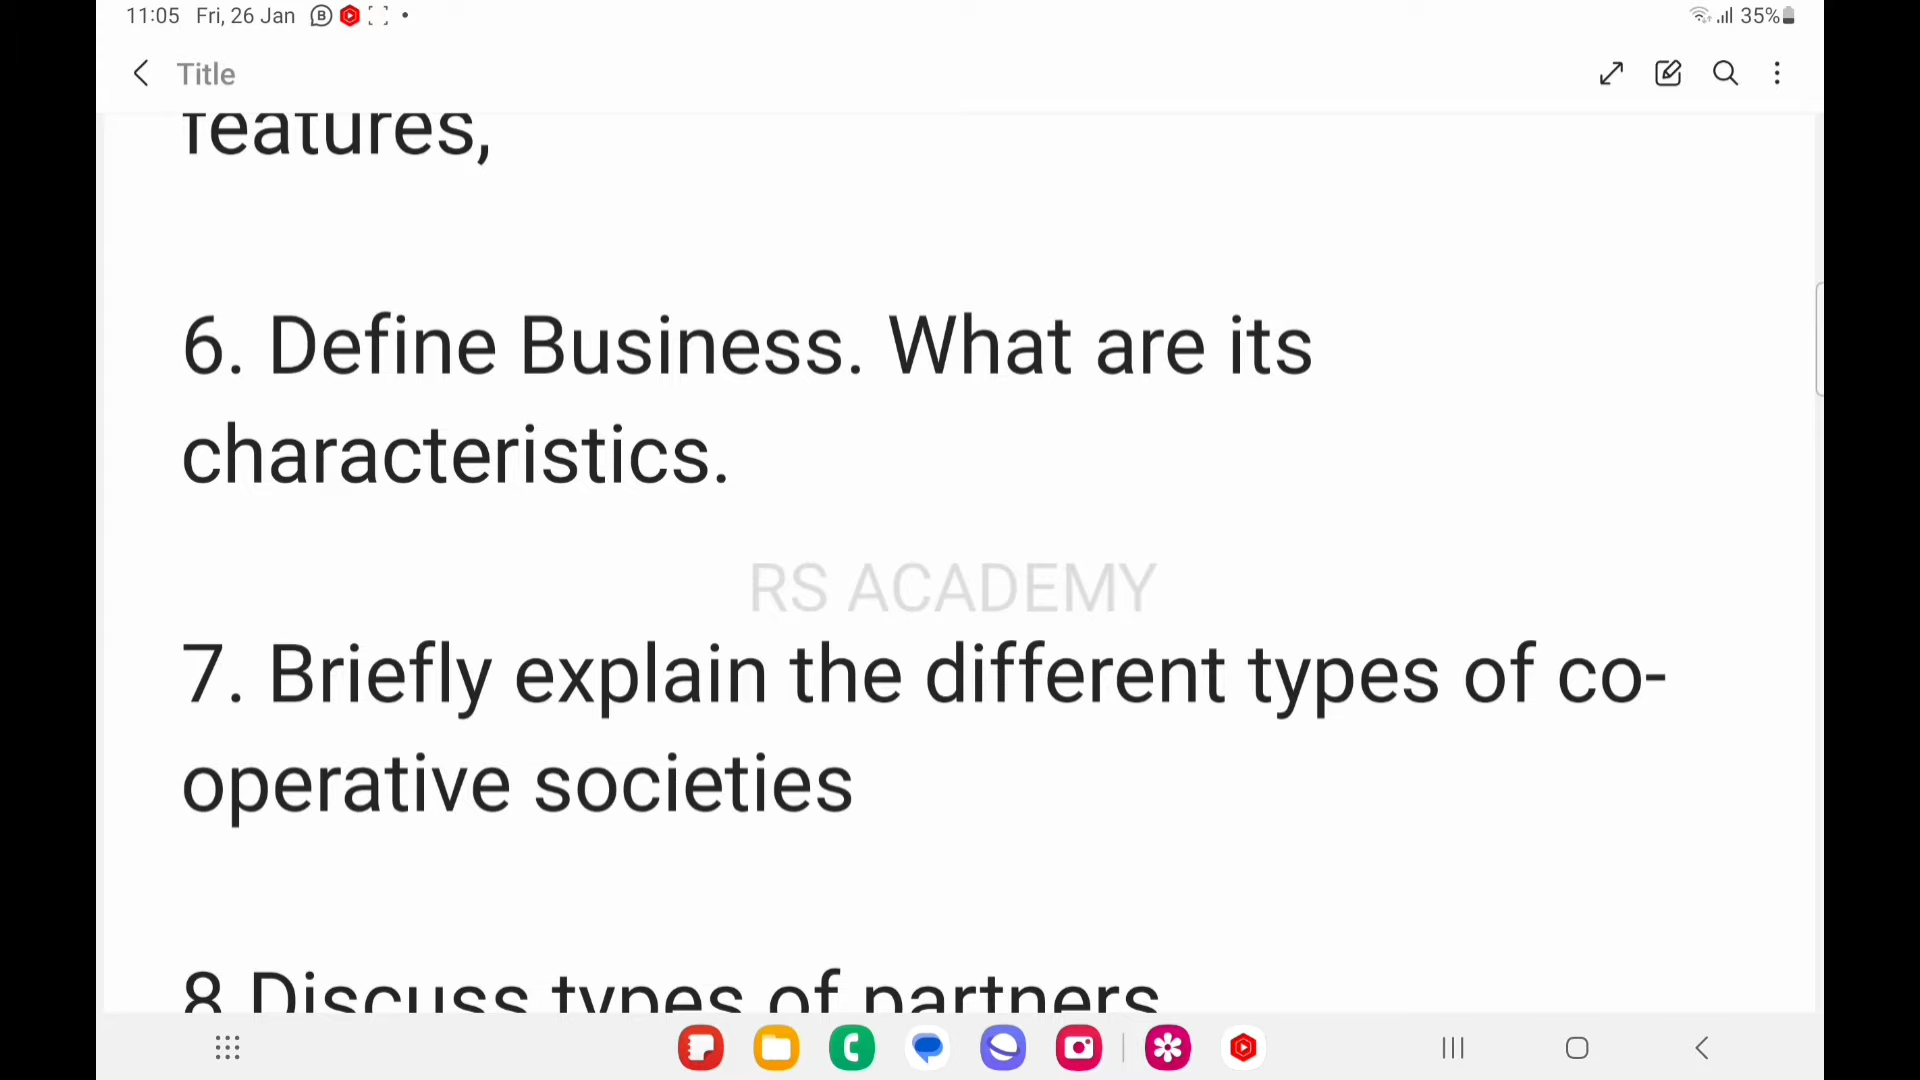 11:05 Fri, 26 Jan
35%
Title
features,
6. Define Business. What are its
characteristics.
RS ACADEMY
7. Briefly explain the different types of co-
operative societies
8 Discuss types of partners